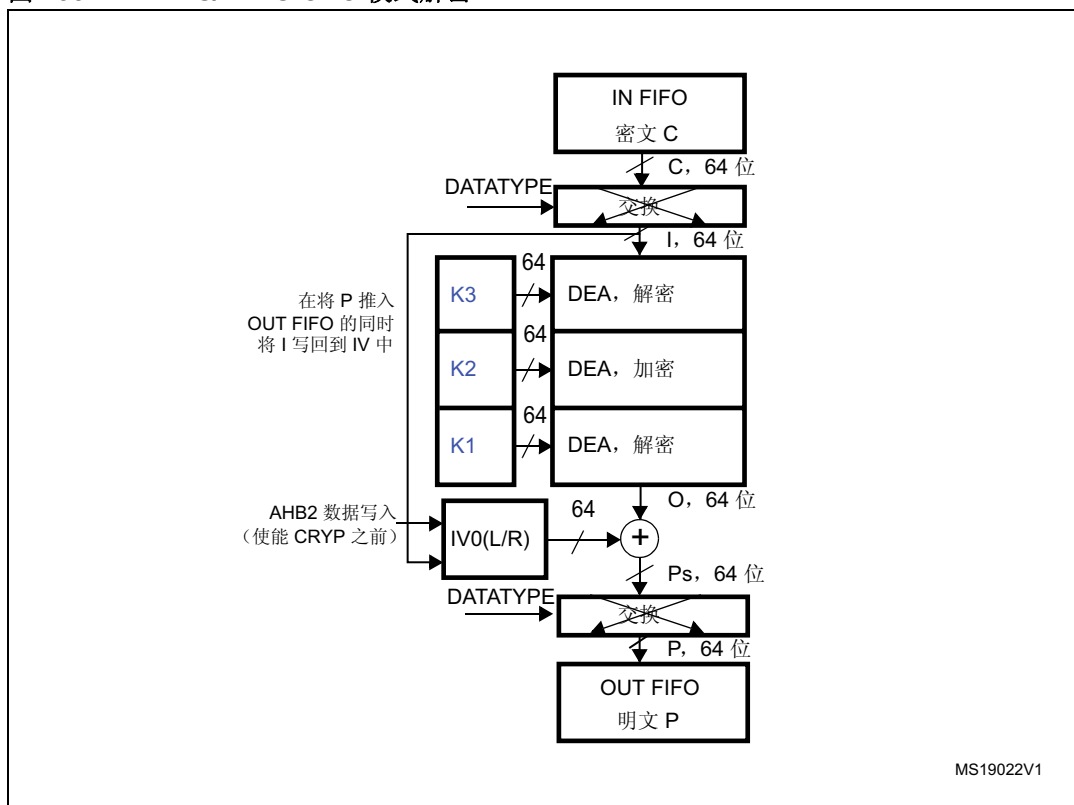 IN FIFO
密文 C
C，64 位
DATATYPE
交换
I，64 位
64
K3
DEA，解密
在将 P 推入
OUT FIFO 的同时
将 I 写回到 IV 中
64
K2
DEA，加密
64
K1
DEA，解密
O，64 位
AHB2 数据写入
（使能 CRYP 之前）
IV0(L/R)
64
+
Ps，64 位
DATATYPE
交换
P，64 位
OUT FIFO
明文 P
MS19022V1